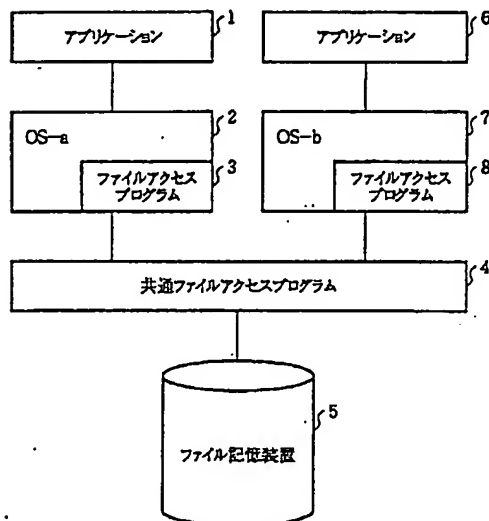 1
アプリケーション
6
アプリケーション
2
OS-a
3
ファイルアクセス
プログラム
7
OS-b
8
ファイルアクセス
プログラム
4
共通ファイルアクセスプログラム
5
ファイル記憶装置